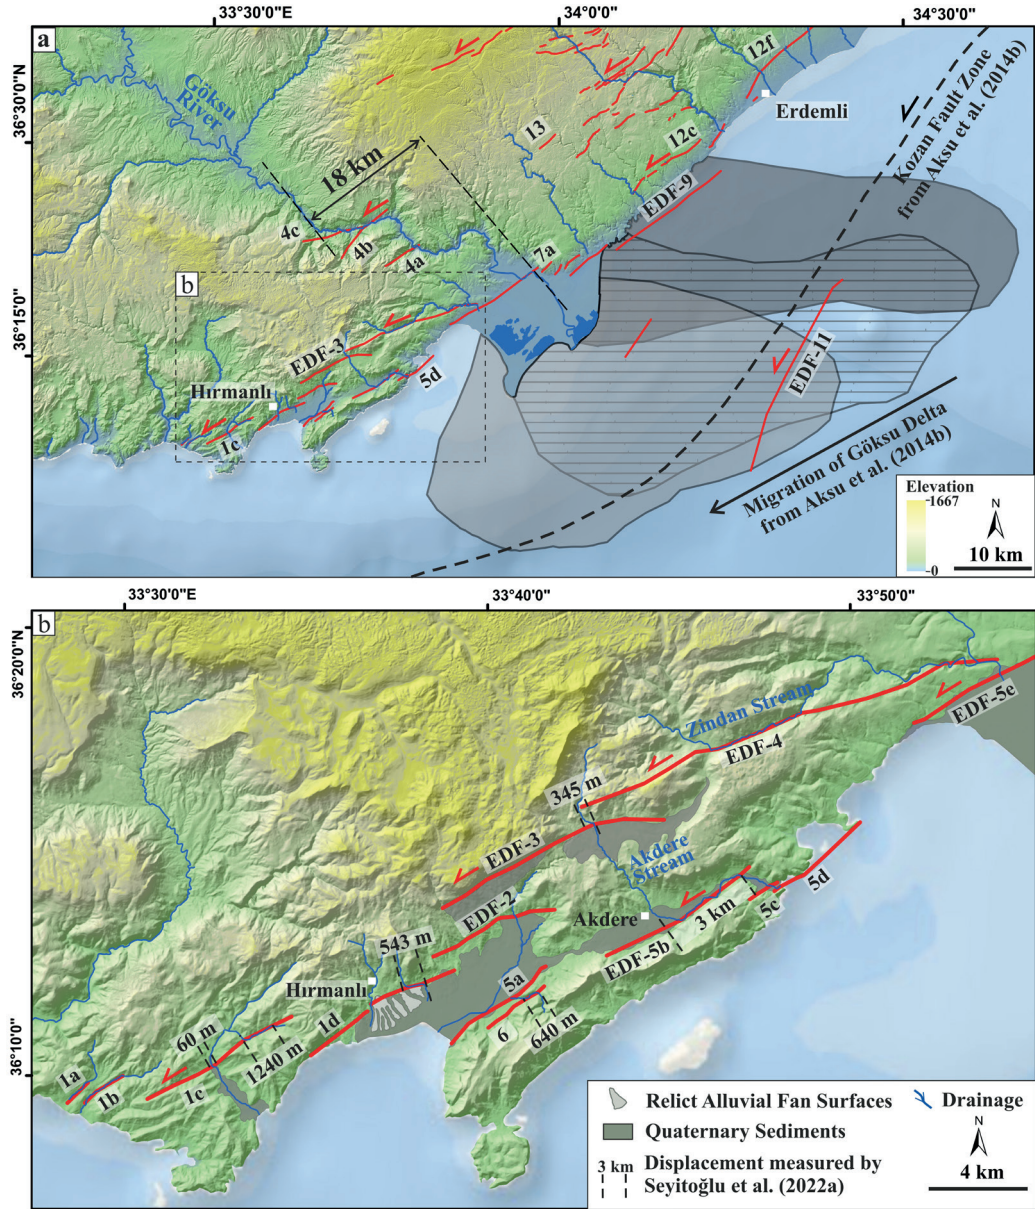 33°30'0"E
34°0'0"
34°30'0"
a
36°30'0"N
36°15'0"
Göksu
River
18 km
13
12f
12c
Erdemli
Kozan Fault Zone
from Aksu et al. (2014b)
EDF-9
4c
4b
4a
7a
b
EDF-3
Hırmanlı
5d
1c
EDF-11
Migration of Göksu Delta
from Aksu et al. (2014b)
Elevation
1667
0
N
10 km
33°30'0"E
33°40'0"
33°50'0"
b
36°20'0"N
36°10'0"
Zindan Stream
EDF-5e
EDF-4
345 m
EDF-3
Akdere
Stream
EDF-2
Akdere
3 km
5c
5d
EDF-5b
543 m
Hırmanlı
5a
6
640 m
1d
60 m
1240 m
1a
1b
1c
Relict Alluvial Fan Surfaces
Drainage
Quaternary Sediments
3 km
Displacement measured by
Seyitoğlu et al. (2022a)
N
4 km